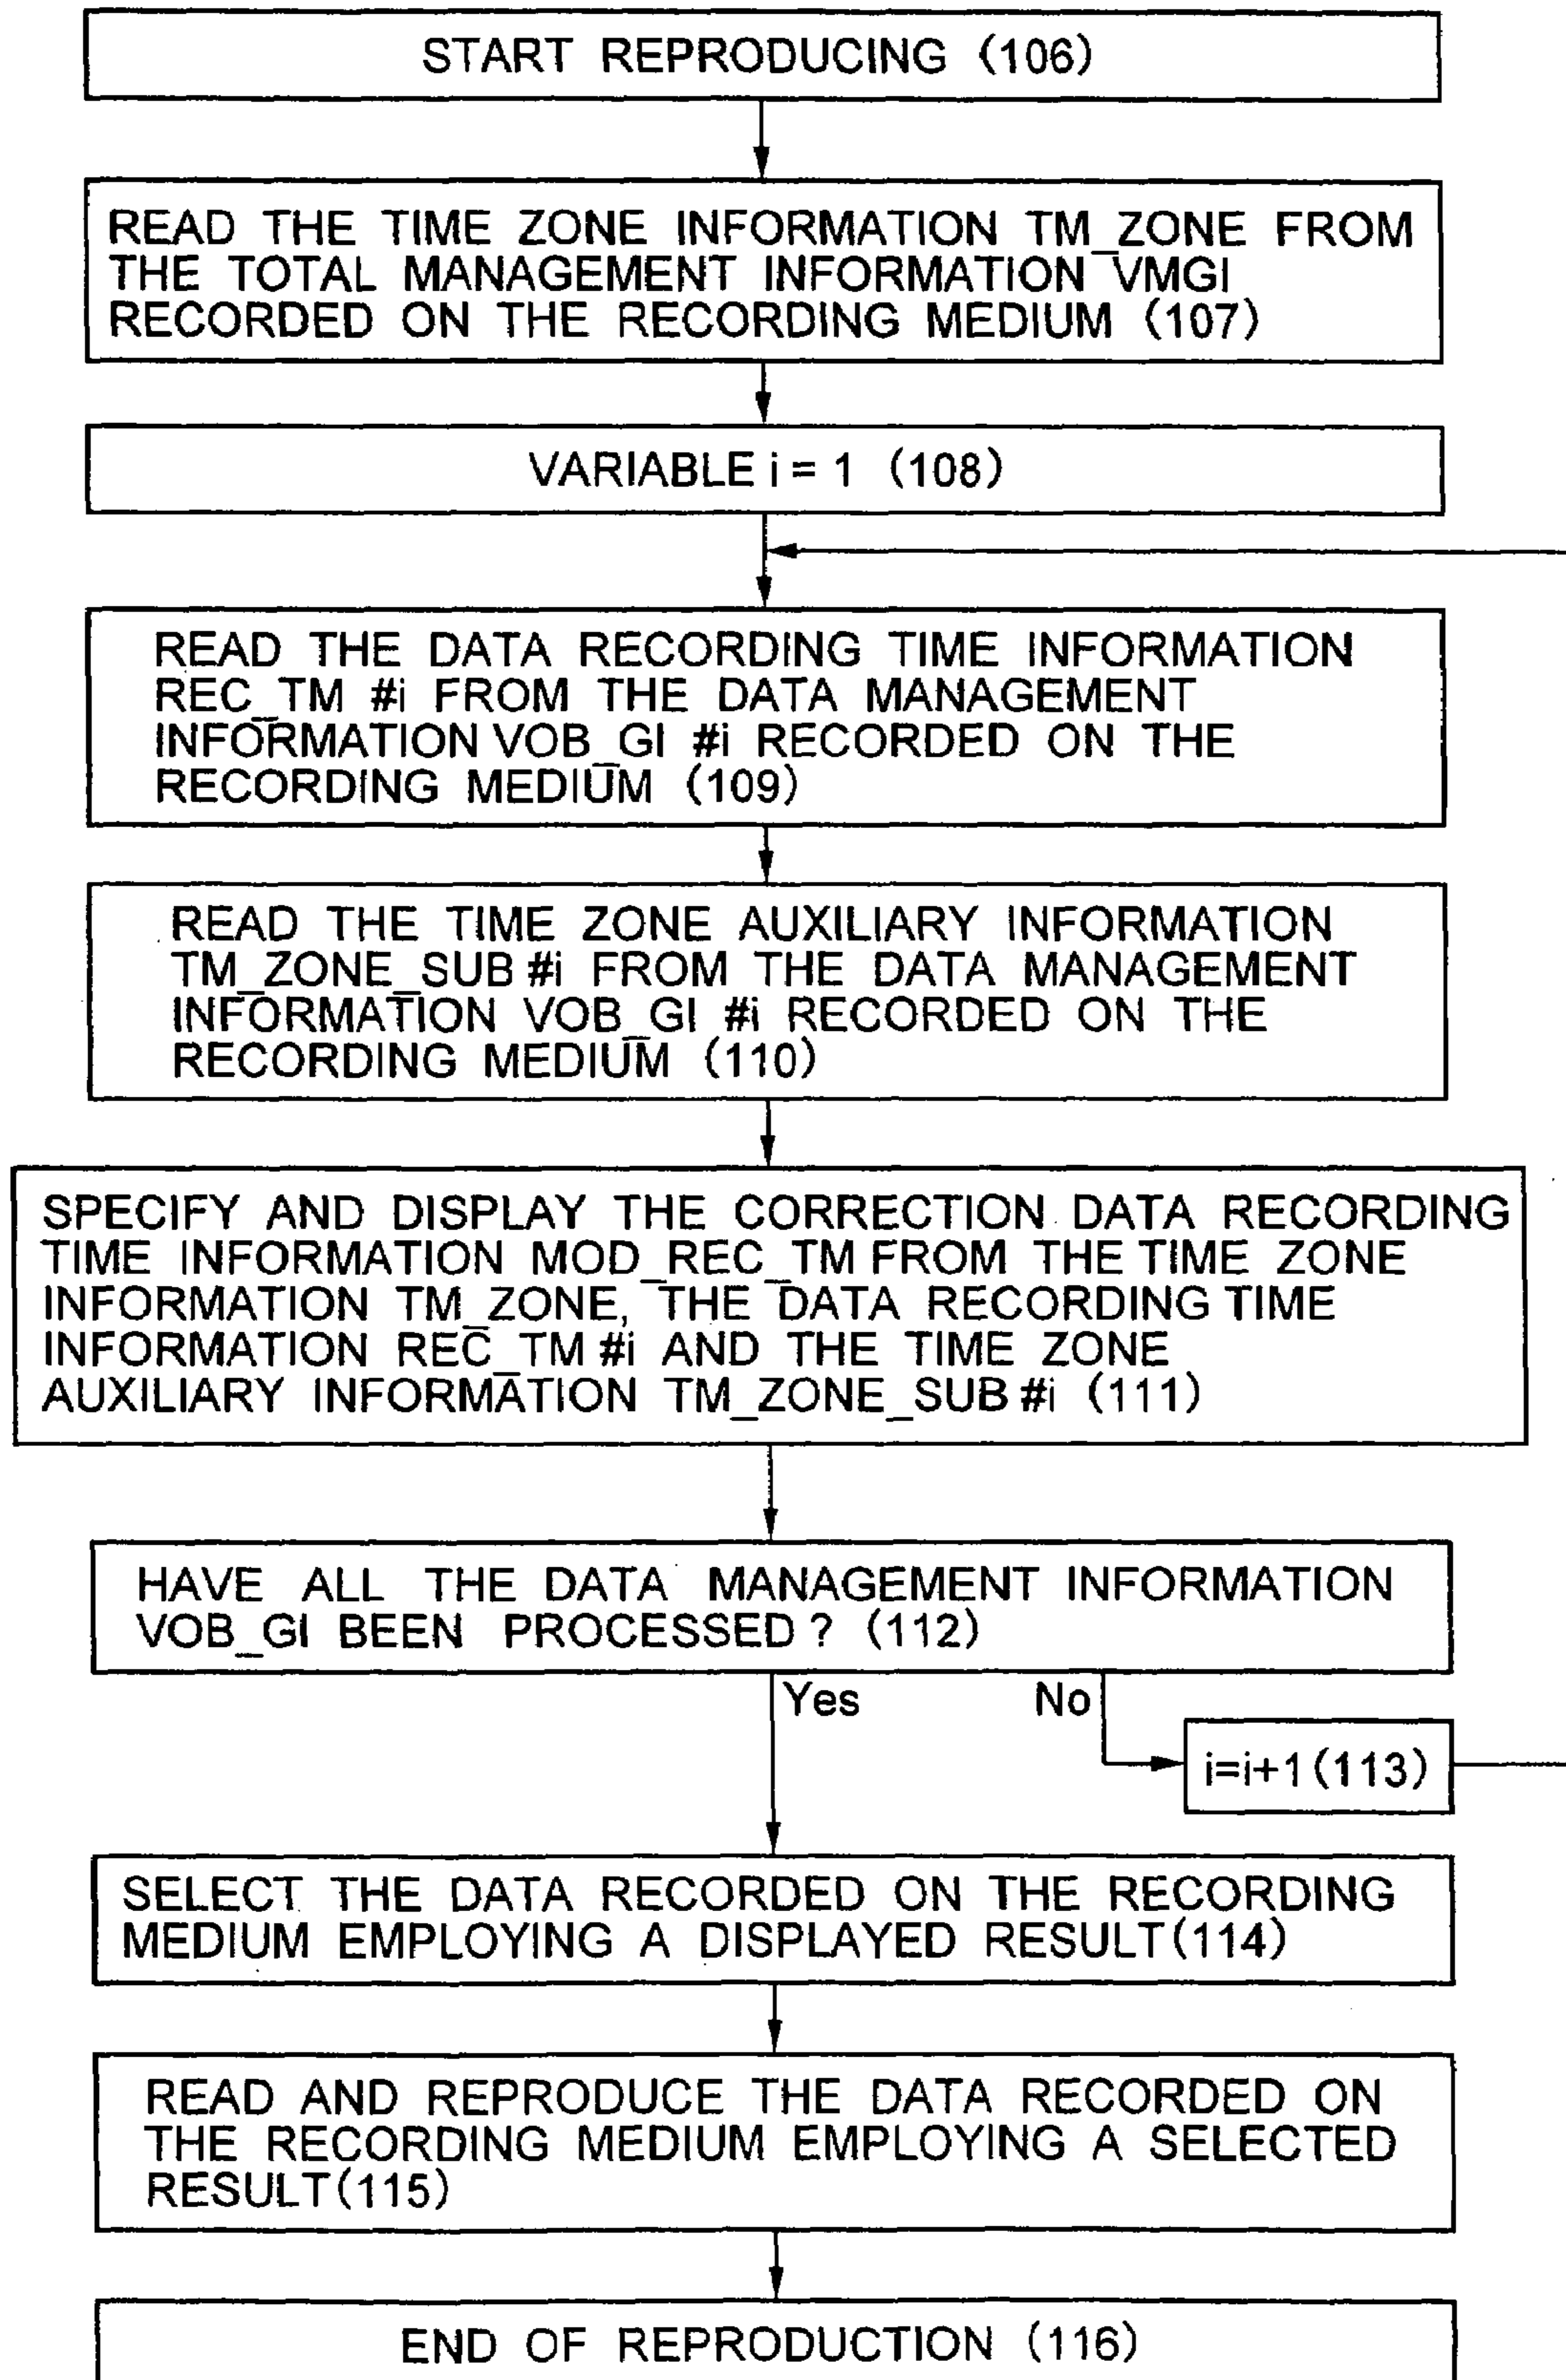 START REPRODUCING (106)
READ THE TIME ZONE INFORMATION TM_ZONE FROM
THE TOTAL MANAGEMENT INFORMATION VMGI
RECORDED ON THE RECORDING MEDIUM (107)
VARIABLE i = 1 (108)
READ THE DATA RECORDING TIME INFORMATION
REC_TM #i FROM THE DATA MANAGEMENT
INFORMATION VOB_GI #i RECORDED ON THE
RECORDING MEDIUM (109)
READ THE TIME ZONE AUXILIARY INFORMATION
TM_ZONE_SUB #i FROM THE DATA MANAGEMENT
INFORMATION VOB_GI #i RECORDED ON THE
RECORDING MEDIUM (110)
SPECIFY AND DISPLAY THE CORRECTION DATA RECORDING
TIME INFORMATION MOD_REC_TM FROM THE TIME ZONE
INFORMATION TM_ZONE, THE DATA RECORDING TIME
INFORMATION REC_TM #i AND THE TIME ZONE
AUXILIARY INFORMATION TM_ZONE_SUB #i (111)
HAVE ALL THE DATA MANAGEMENT INFORMATION
VOB_GI BEEN PROCESSED ? (112)
Yes No
i=i+1 (113)
SELECT THE DATA RECORDED ON THE RECORDING
MEDIUM EMPLOYING A DISPLAYED RESULT (114)
READ AND REPRODUCE THE DATA RECORDED ON
THE RECORDING MEDIUM EMPLOYING A SELECTED
RESULT (115)
END OF REPRODUCTION (116)